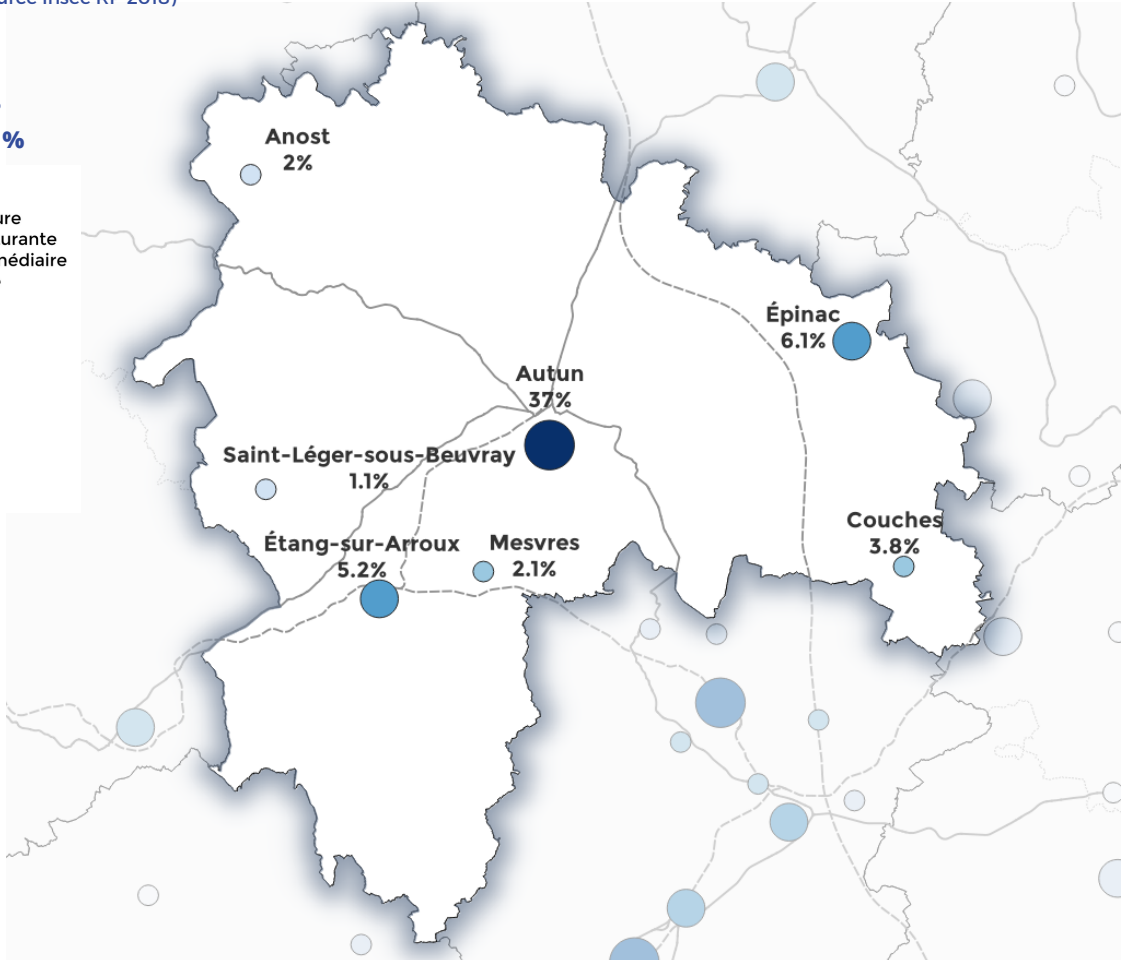 %
Anost
2%
Épinac
6.1%
Autun
37%
Saint-Léger-sous-Beuvray
1.1%
Étang-sur-Arroux
5.2%
Mesvres
2.1%
Couches
3.8%